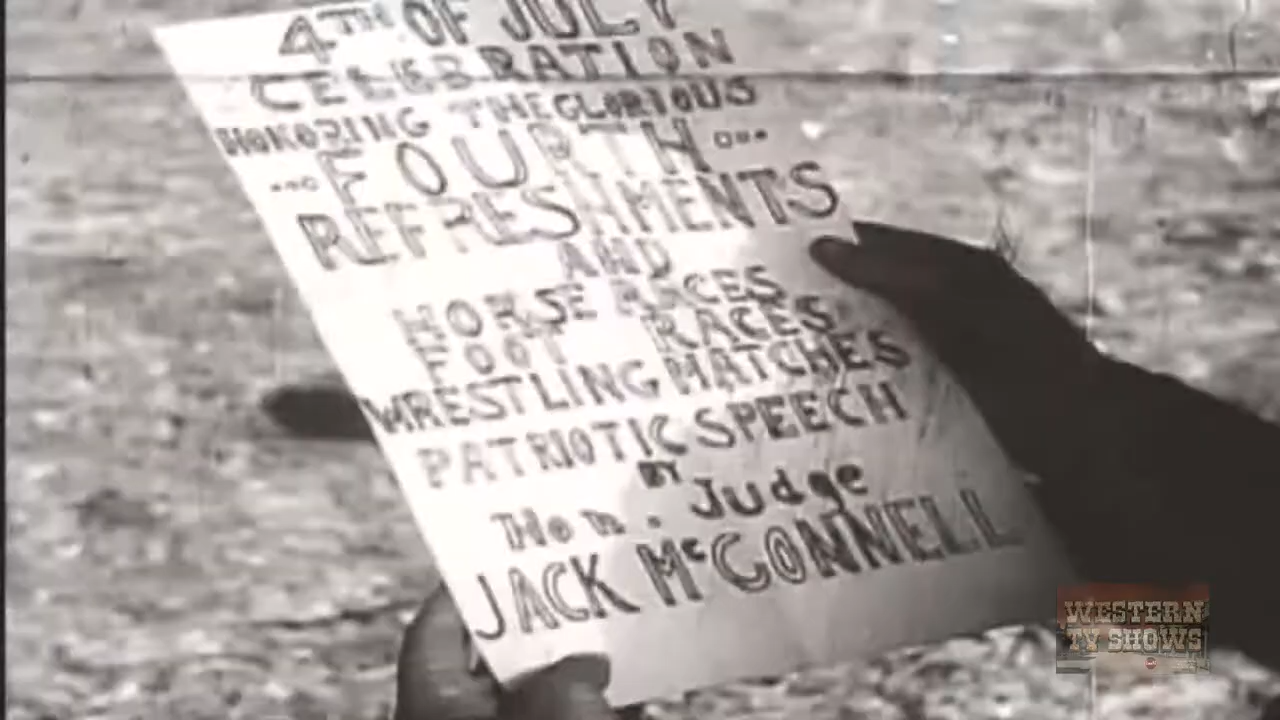 4TH OF JULY
CELEBRATION
HONORING THE GLORIOUS
...FOURTH...
REFRESHMENTS
AND
HORSE RACES
FOOT RACES
WRESTLING MATCHES
PATRIOTIC SPEECH
BY
Hon. Judge
JACK McCONNELL
WESTERN
TV SHOWS